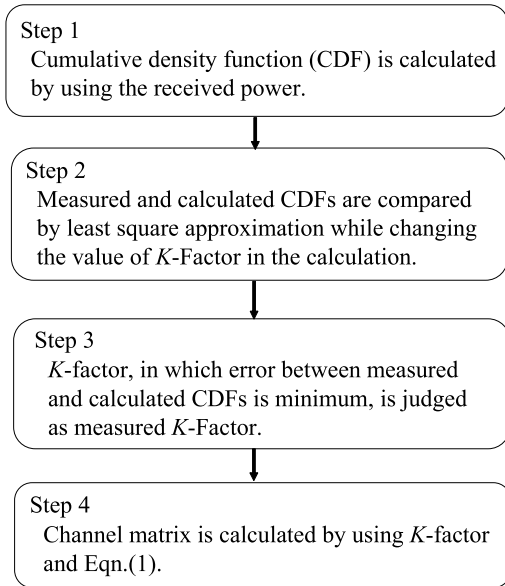 Step 1
Cumulative density function (CDF) is calculated
by using the received power.
Step 2
Measured and calculated CDFs are compared
by least square approximation while changing
the value of K-Factor in the calculation.
Step 3
K-factor, in which error between measured
and calculated CDFs is minimum, is judged
as measured K-Factor.
Step 4
Channel matrix is calculated by using K-factor
and Eqn.(1).